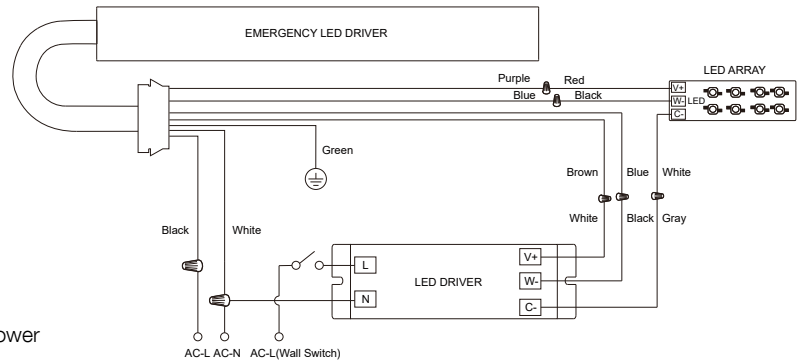 EMERGENCY LED DRIVER
LED ARRAY
Purple Red
V+
Blue Black
W- LED
C-
Green
Brown Blue White
White Black Gray
Black White
L
V+
LED DRIVER
W-
N
C-
AC-L AC-N AC-L(Wall Switch)